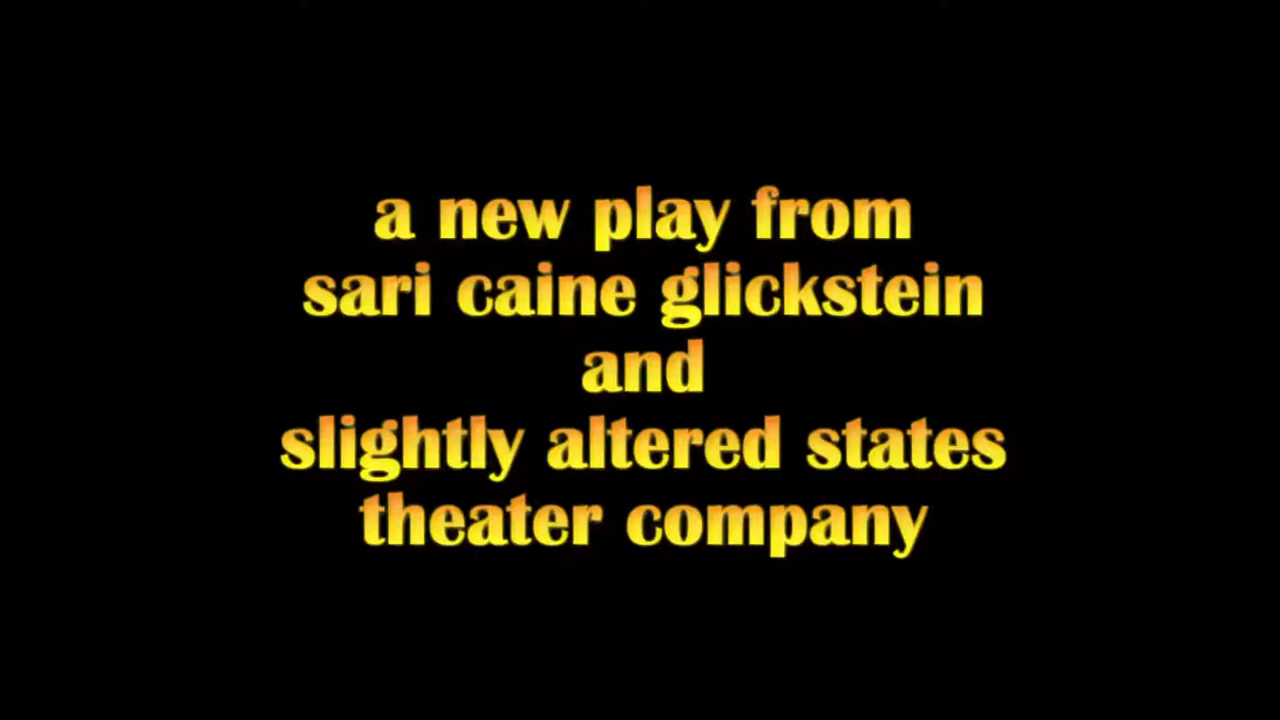 a new play from
sari caine glickstein
and
slightly altered states
theater company